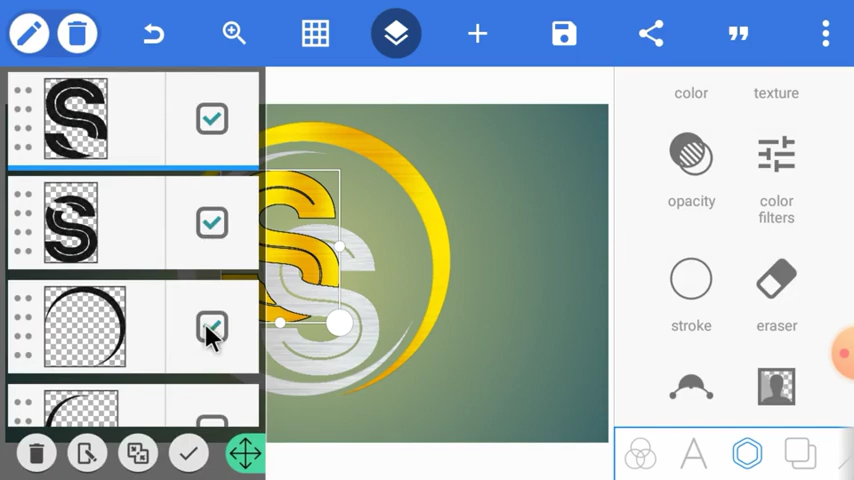 color texture
opacity color
filters
stroke eraser